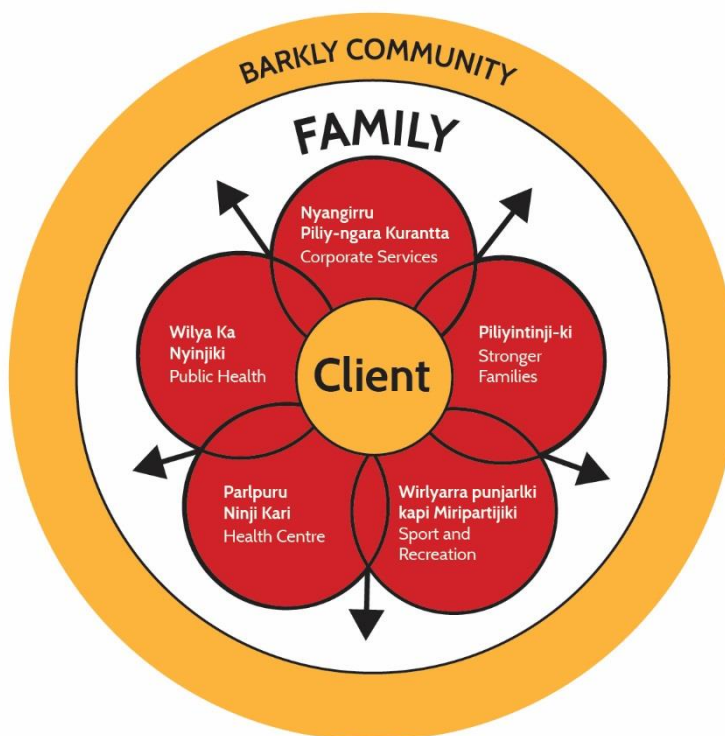 BARKLY COMMUNITY
FAMILY
Nyangirru
Piliy-ngara Kurantta
Corporate Services
Wilya Ka
Nyinjiki
Public Health
Client
Piliyintinji-ki
Stronger
Families
Parlpuru
Ninji Kari
Health Centre
Wirlyarra punjarlki
kapi Miripartijiki
Sport and
Recreation